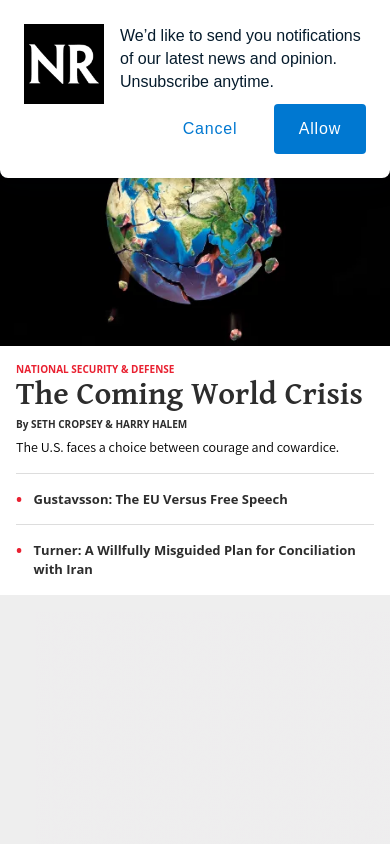 NR
We’d like to send you notifications
of our latest news and opinion.
Unsubscribe anytime.
Cancel
Allow
NATIONAL SECURITY & DEFENSE
The Coming World Crisis
By SETH CROPSEY & HARRY HALEM
The U.S. faces a choice between courage and cowardice.
• Gustavsson: The EU Versus Free Speech
• Turner: A Willfully Misguided Plan for Conciliation
with Iran